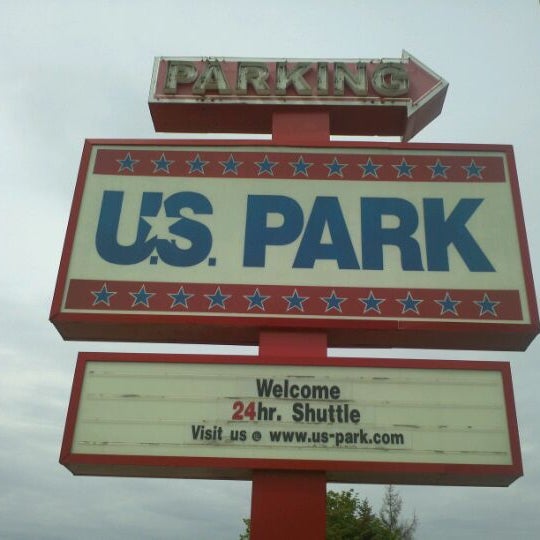 PARKING
U.S. PARK
Welcome
24hr. Shuttle
Visit us @ www.us-park.com